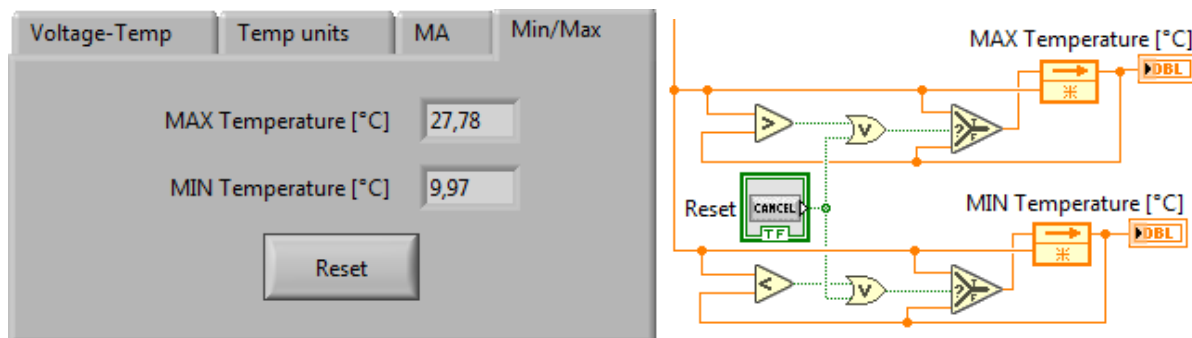 Voltage-Temp
Temp units
MA
Min/Max
MAX Temperature [°C]
27,78
MIN Temperature [°C]
9,97
Reset
MAX Temperature [°C]
DBL
>
V
?
T
F
Reset
CANCEL
TF
MIN Temperature [°C]
DBL
<
V
?
T
F